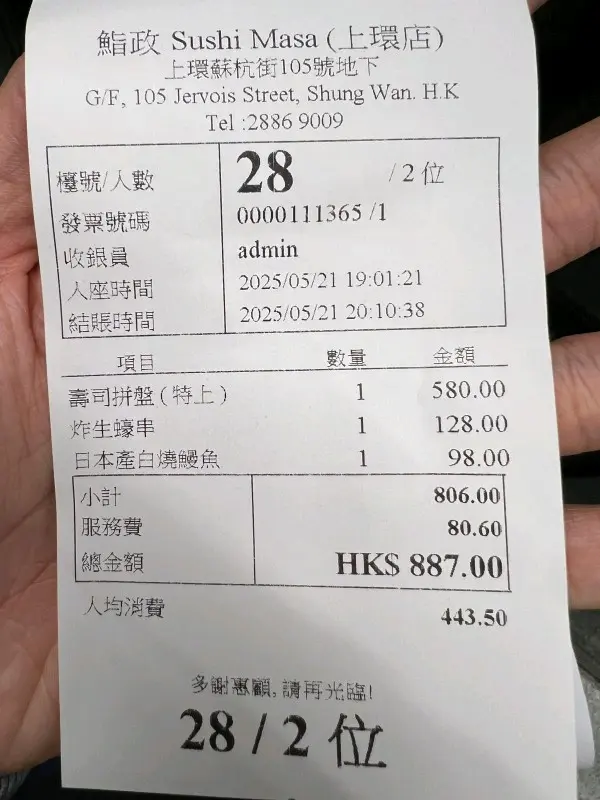 鮨政 Sushi Masa (上環店)
上環蘇杭街105號地下
G/F, 105 Jervois Street, Shung Wan. H.K
Tel :2886 9009
檯號/人數 28 / 2 位
發票號碼 0000111365 /1
收銀員 admin
入座時間 2025/05/21 19:01:21
結賬時間 2025/05/21 20:10:38
項目 數量 金額
壽司拼盤 ( 特上 ) 1 580.00
炸生蠔串 1 128.00
日本產白燒鰻魚 1 98.00
小計 806.00
服務費 80.60
總金額 HK$ 887.00
人均消費 443.50
多謝惠顧, 請再光臨!
28 / 2 位